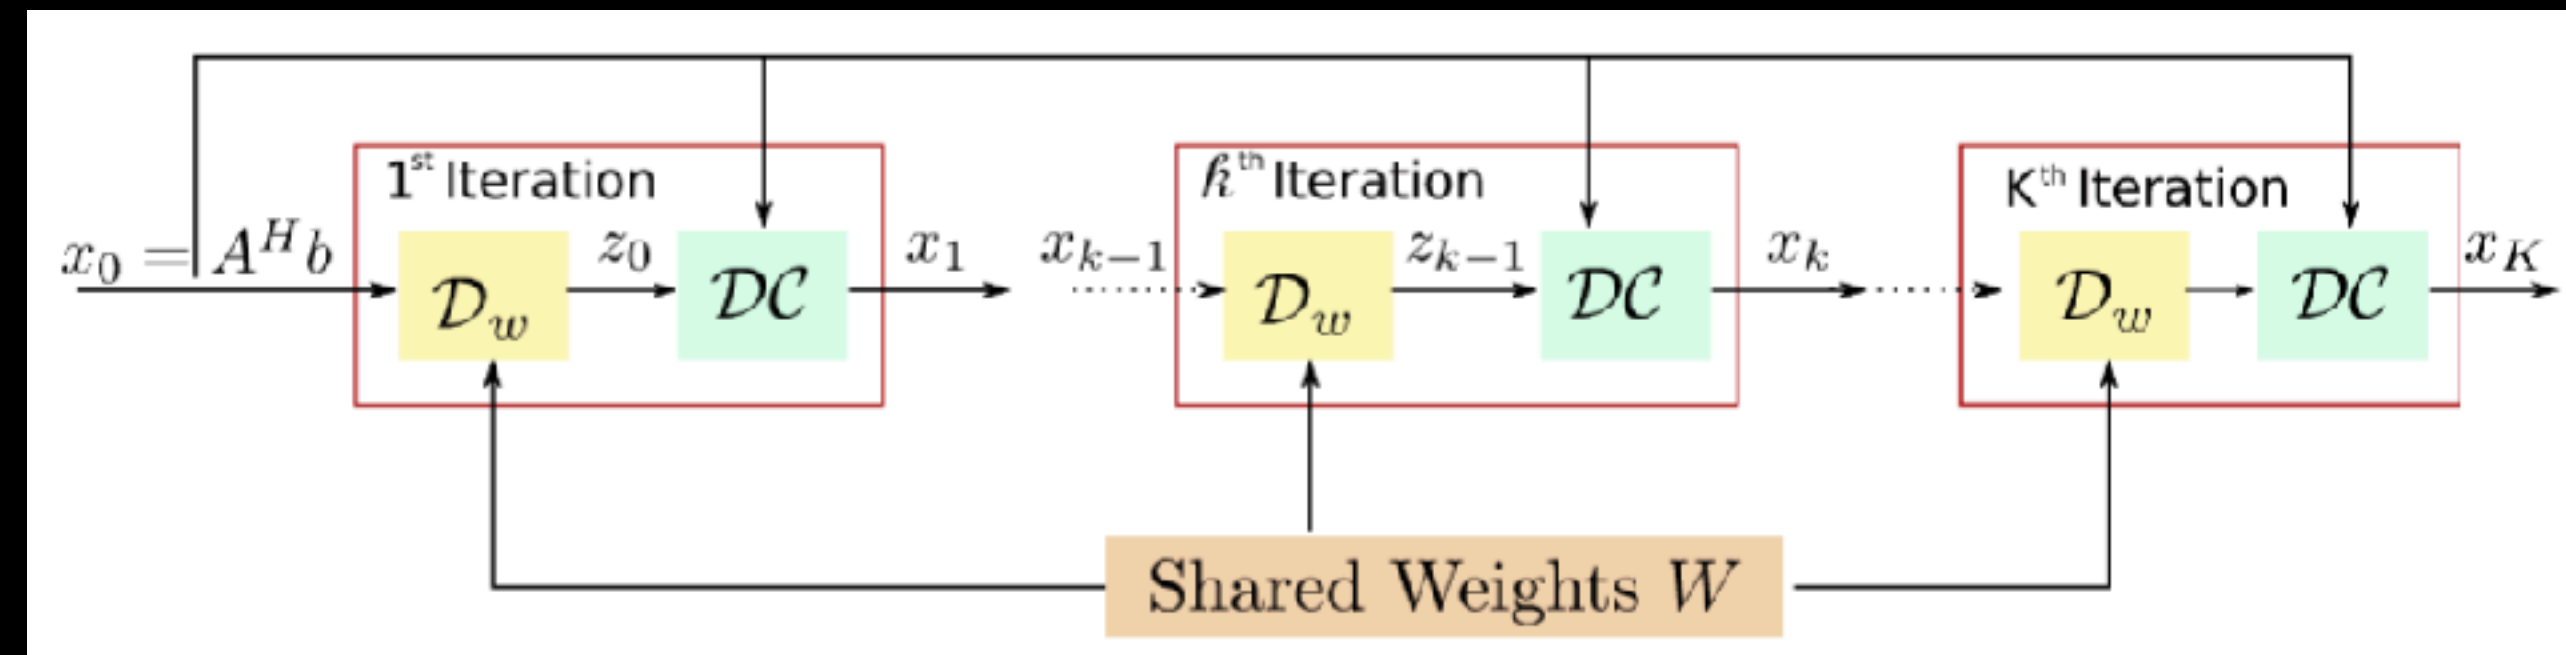 1st Iteration
kth Iteration
Kth Iteration
x0 = A^H b
z0
x1
xk−1
zk−1
xk
xK
𝒟w
𝒟𝒞
𝒟w
𝒟𝒞
𝒟w
𝒟𝒞
Shared Weights W